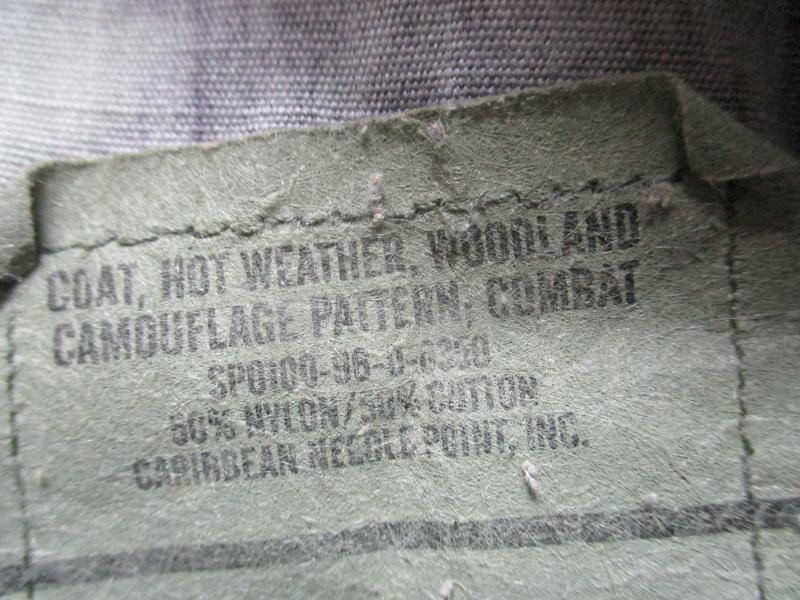 COAT, HOT WEATHER, WOODLAND
CAMOUFLAGE PATTERN; COMBAT
50% NYLON/50% COTTON
CARIBBEAN NEEDLE POINT, INC.